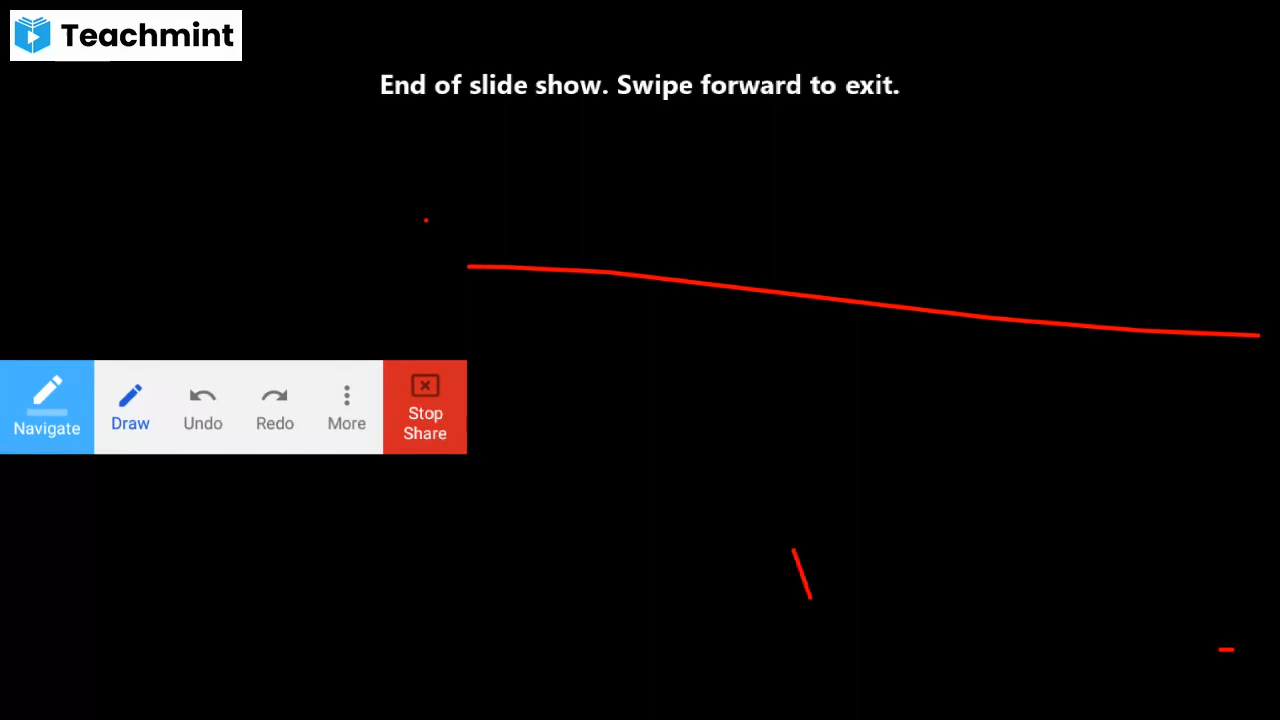 Teachmint
End of slide show. Swipe forward to exit.
Navigate
Draw
Undo
Redo
More
Stop
Share